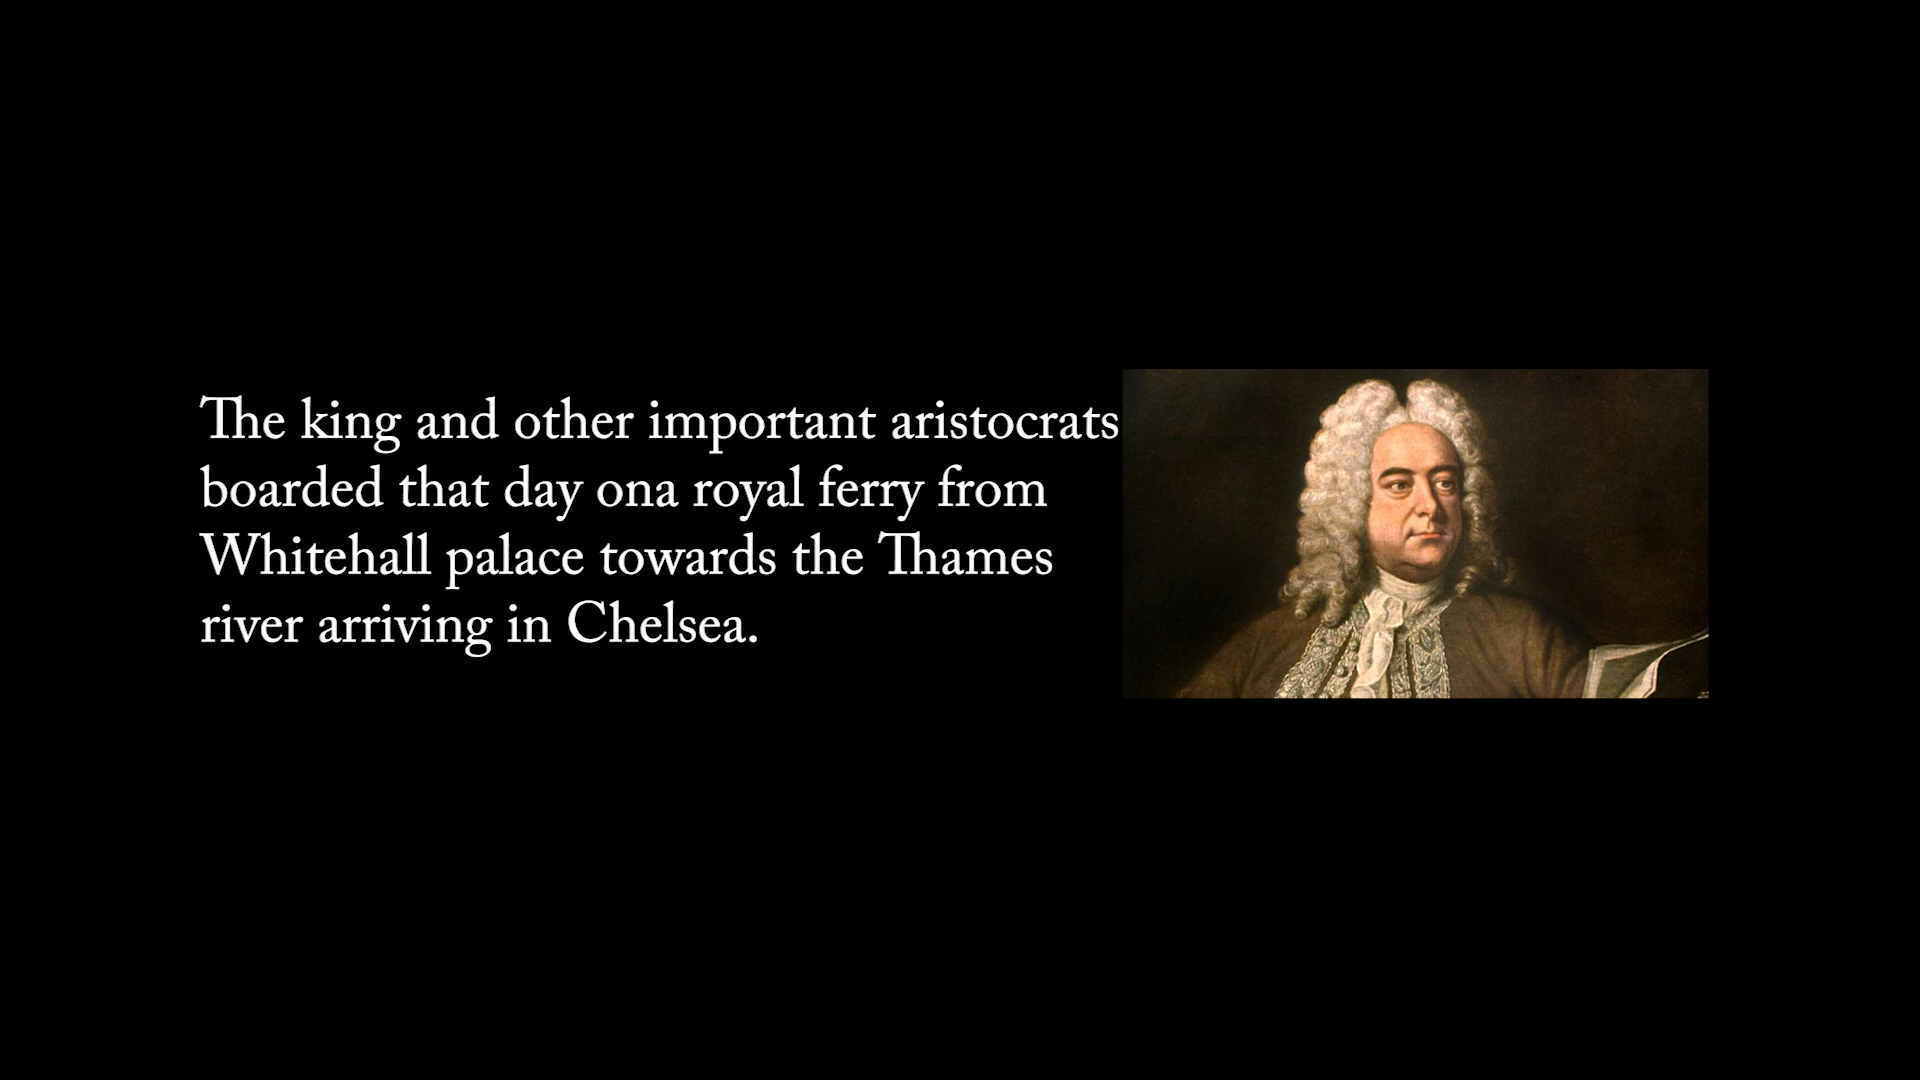 The king and other important aristocrats
boarded that day ona royal ferry from
Whitehall palace towards the Thames
river arriving in Chelsea.